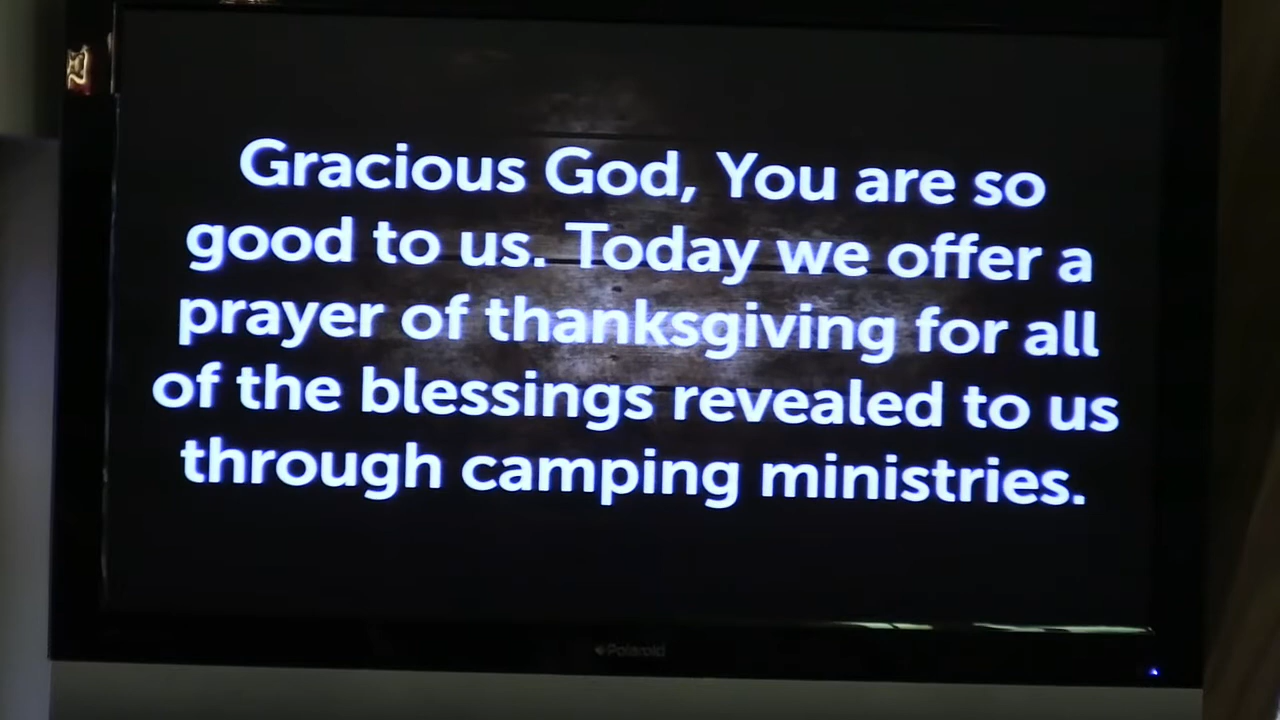 Gracious God, You are so
good to us. Today we offer a
prayer of thanksgiving for all
of the blessings revealed to us
through camping ministries.
Polaroid